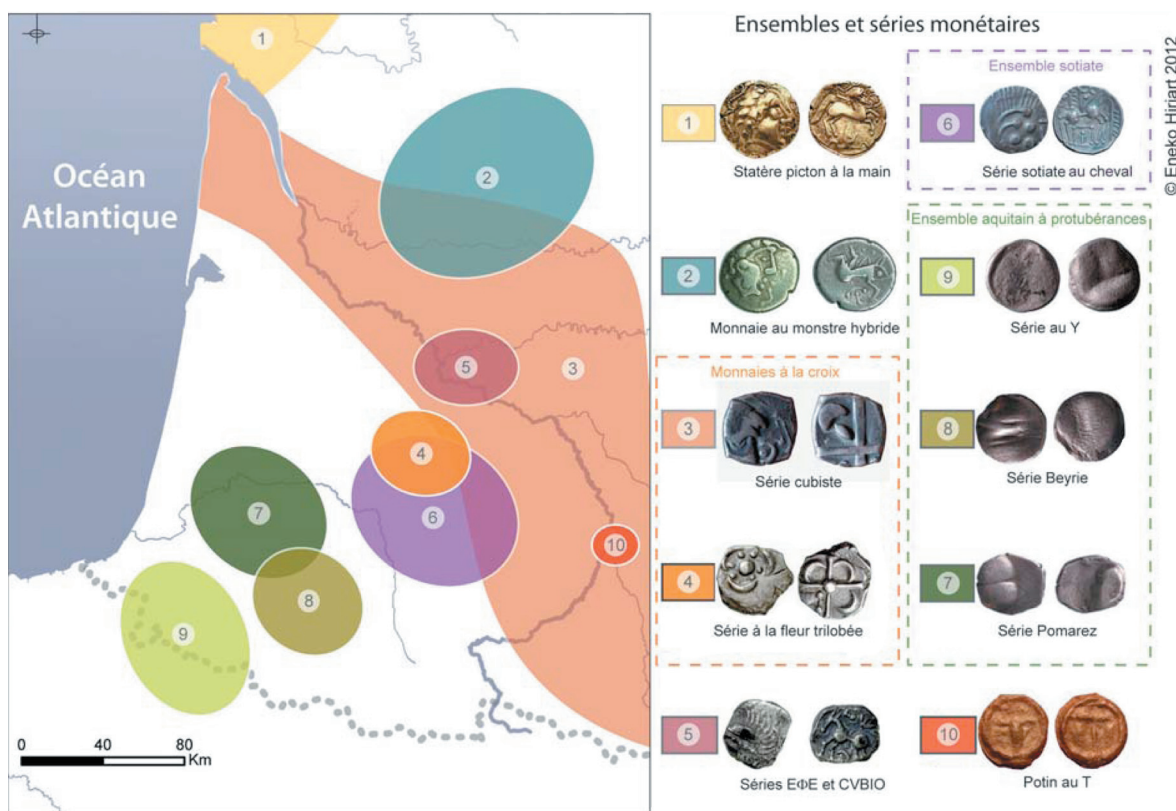 Ensembles et séries monétaires
© Eneko Hiriart 2012
Océan
Atlantique
1
2
3
4
5
6
7
8
9
10
0 40 80
Km
1
Statère picton à la main
2
Monnaie au monstre hybride
Monnaies à la croix
3
Série cubiste
4
Série à la fleur trilobée
5
Séries EΦE et CVBIO
Ensemble sotiate
6
Série sotiate au cheval
Ensemble aquitain à protubérances
9
Série au Y
8
Série Beyrie
7
Série Pomarez
10
Potin au T